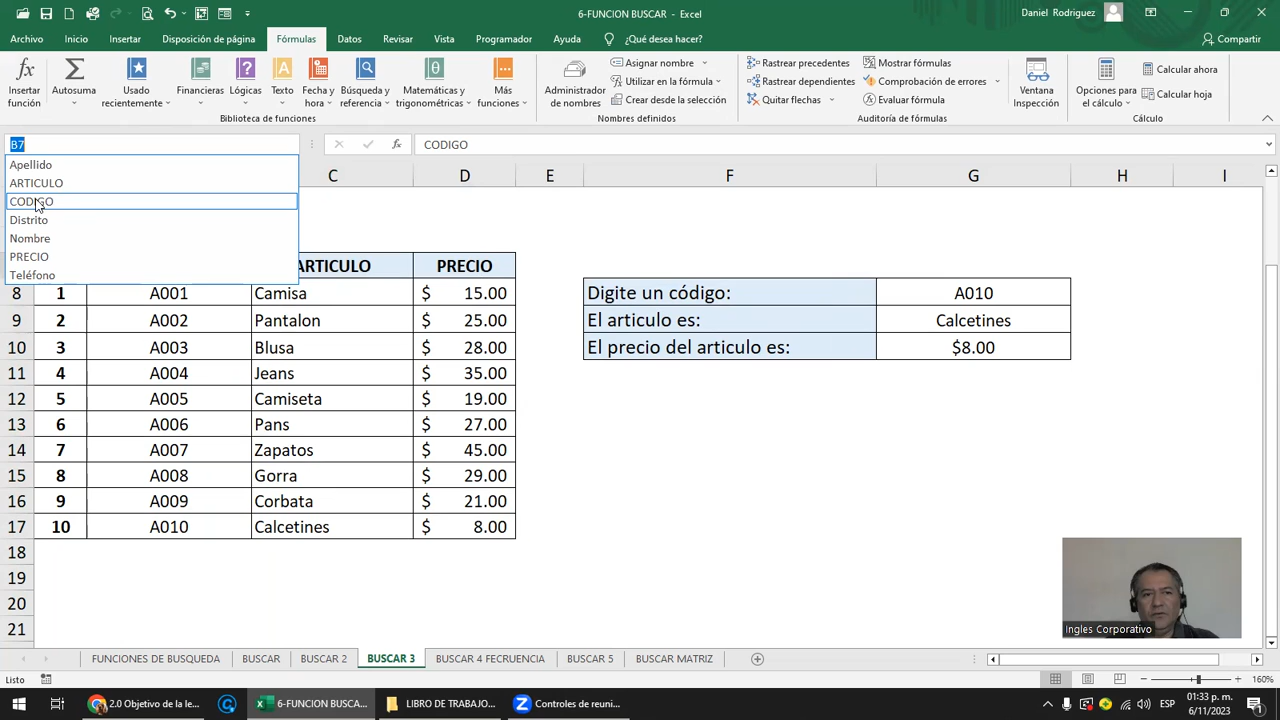 6-FUNCION BUSCAR - Excel
Daniel Rodriguez
Archivo Inicio Insertar Disposición de página Fórmulas Datos Revisar Vista Programador Ayuda ¿Qué desea hacer? Compartir
fx Σ A ? θ
Insertar función
Autosuma
Usado recientemente
Financieras
Lógicas
Texto
Fecha y hora
Búsqueda y referencia
Matemáticas y trigonométricas
Más funciones
Administrador de nombres
Asignar nombre
Utilizar en la fórmula
Crear desde la selección
Rastrear precedentes
Rastrear dependientes
Quitar flechas
Mostrar fórmulas
Comprobación de errores
Evaluar fórmula
Ventana Inspección
Opciones para el cálculo
Calcular ahora
Calcular hoja
Biblioteca de funciones Nombres definidos Auditoría de fórmulas Cálculo
B7 fx CODIGO
Apellido
ARTICULO
CODIGO
Distrito
Nombre
PRECIO
Teléfono
C D E F G H I
ARTICULO PRECIO
8 1 A001 Camisa $ 15.00 Digite un código: A010
9 2 A002 Pantalon $ 25.00 El articulo es: Calcetines
10 3 A003 Blusa $ 28.00 El precio del articulo es: $8.00
11 4 A004 Jeans $ 35.00
12 5 A005 Camiseta $ 19.00
13 6 A006 Pans $ 27.00
14 7 A007 Zapatos $ 45.00
15 8 A008 Gorra $ 29.00
16 9 A009 Corbata $ 21.00
17 10 A010 Calcetines $ 8.00
18
19
20
21
Ingles Corporativo
FUNCIONES DE BUSQUEDA BUSCAR BUSCAR 2 BUSCAR 3 BUSCAR 4 FECRUENCIA BUSCAR 5 BUSCAR MATRIZ
Listo 160%
2.0 Objetivo de la le... 6-FUNCION BUSCA... LIBRO DE TRABAJO... Controles de reuni... ESP 01:33 p. m.
6/11/2023